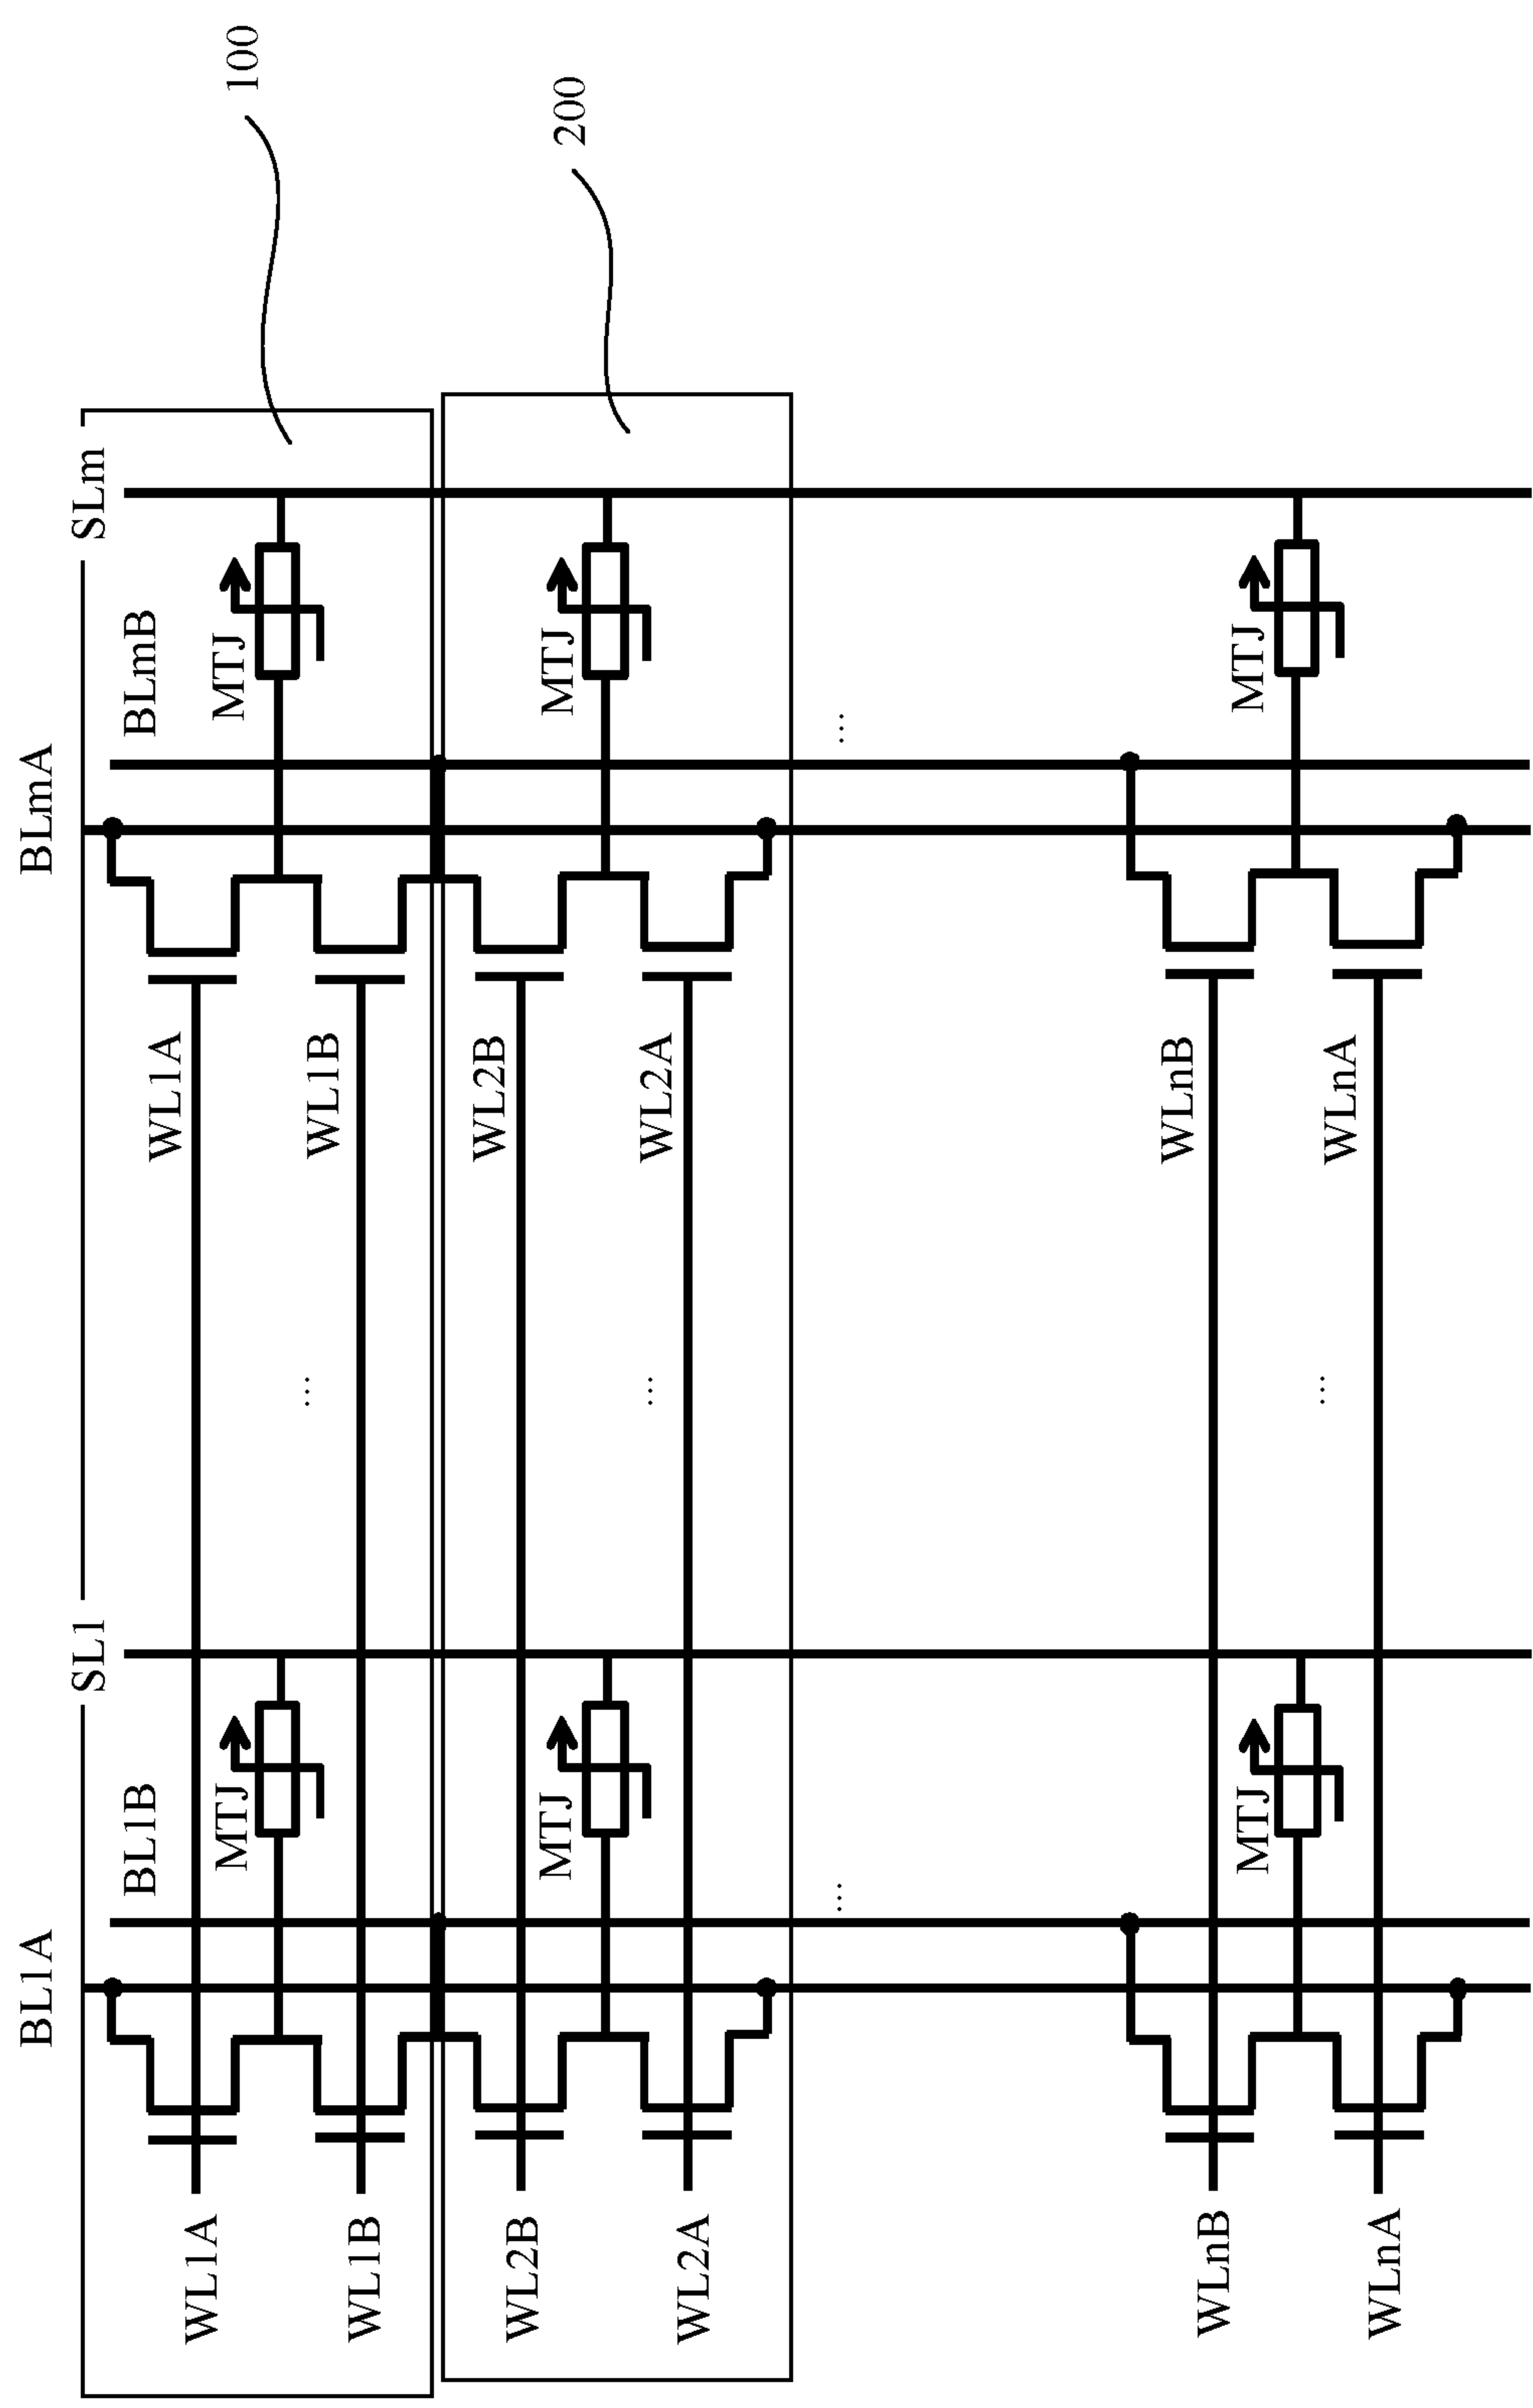 BL1A
BL1B
SL1
BLmA
BLmB
SLm
100
WL1A
MTJ
...
WL1A
MTJ
WL1B
WL1B
200
WL2B
MTJ
...
WL2B
MTJ
WL2A
WL2A
...
...
WLnB
MTJ
...
WLnB
MTJ
WLnA
WLnA